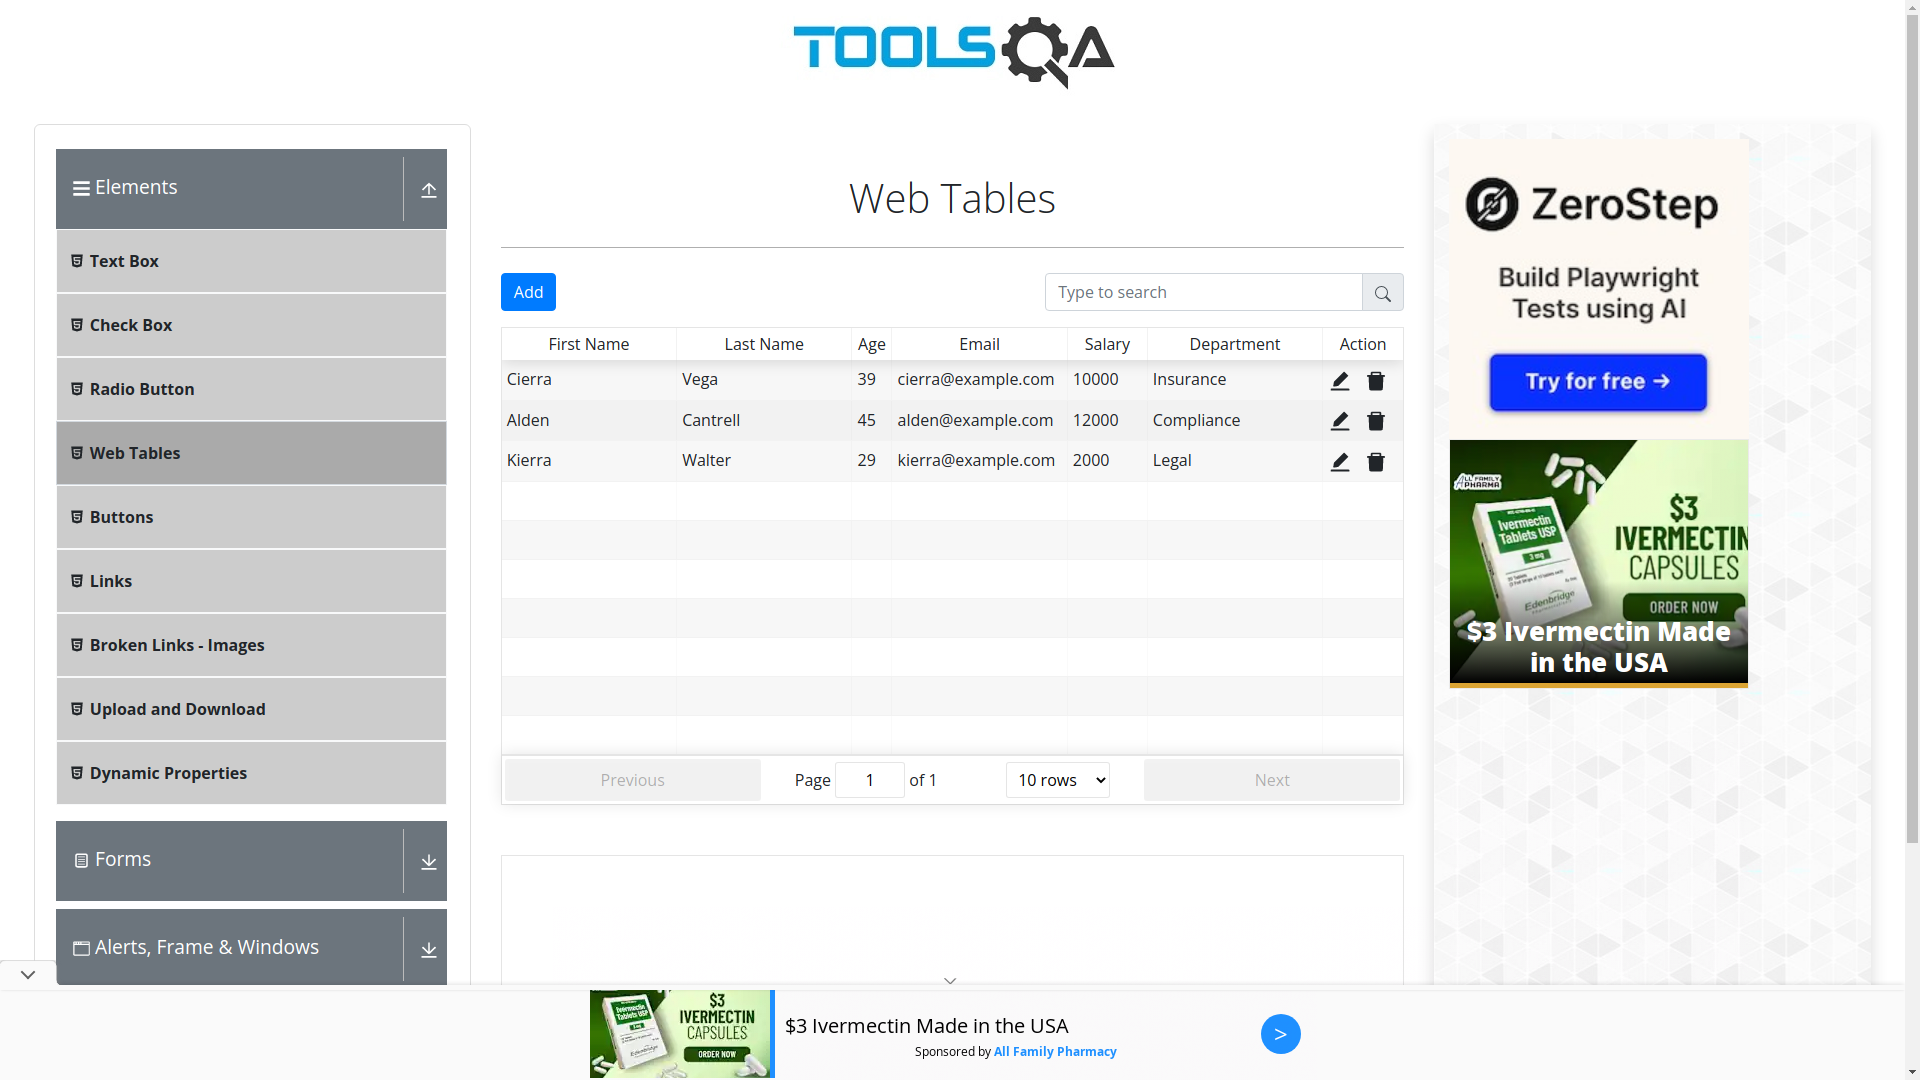 TOOLSQA
Elements
Text Box
Check Box
Radio Button
Web Tables
Buttons
Links
Broken Links - Images
Upload and Download
Dynamic Properties
Forms
Alerts, Frame & Windows
Web Tables
Add
Type to search
First Name Last Name Age Email Salary Department Action
Cierra Vega 39 cierra@example.com 10000 Insurance
Alden Cantrell 45 alden@example.com 12000 Compliance
Kierra Walter 29 kierra@example.com 2000 Legal
Previous Page 1 of 1 10 rows Next
ZeroStep
Build Playwright
Tests using AI
Try for free →
ALL FAMILY
PHARMA
Ivermectin
Tablets USP
3 mg
Edenbridge
$3
IVERMECTIN
CAPSULES
ORDER NOW
$3 Ivermectin Made
in the USA
Ivermectin
Tablets USP
$3
IVERMECTIN
CAPSULES
ORDER NOW
$3 Ivermectin Made in the USA
Sponsored by All Family Pharmacy
>